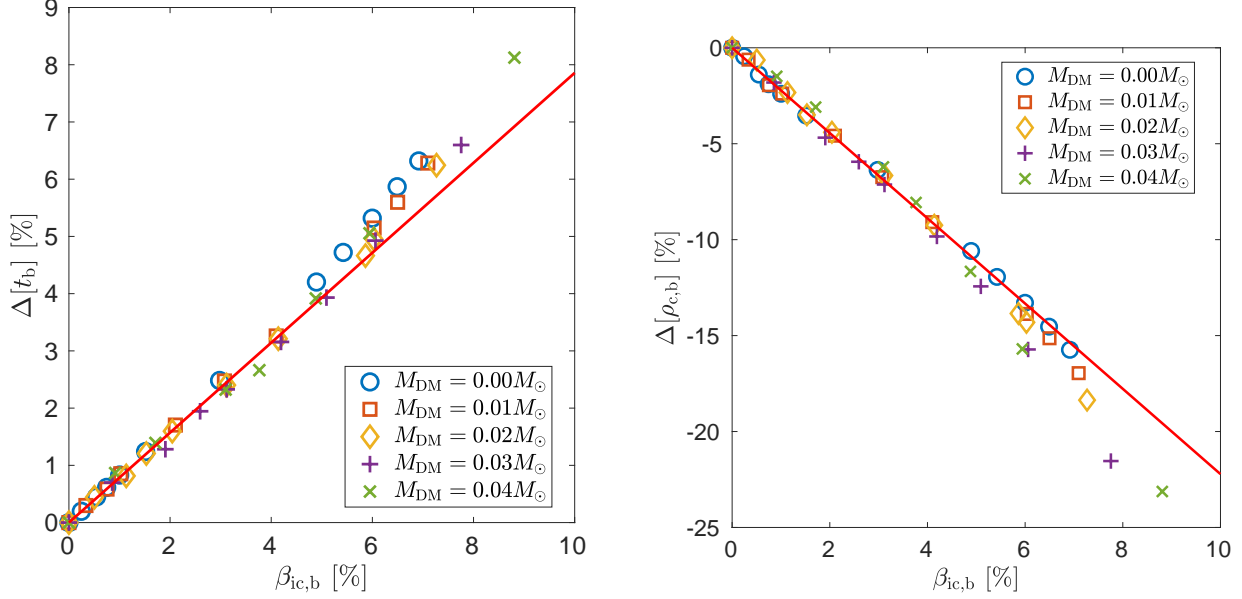 9
8
7
6
5
4
3
2
1
0
Δ[t_b] [%]
0 2 4 6 8 10
β_ic,b [%]
M_DM = 0.00M_⊙
M_DM = 0.01M_⊙
M_DM = 0.02M_⊙
M_DM = 0.03M_⊙
M_DM = 0.04M_⊙
0
-5
-10
-15
-20
-25
Δ[ρ_c,b] [%]
0 2 4 6 8 10
β_ic,b [%]
M_DM = 0.00M_⊙
M_DM = 0.01M_⊙
M_DM = 0.02M_⊙
M_DM = 0.03M_⊙
M_DM = 0.04M_⊙